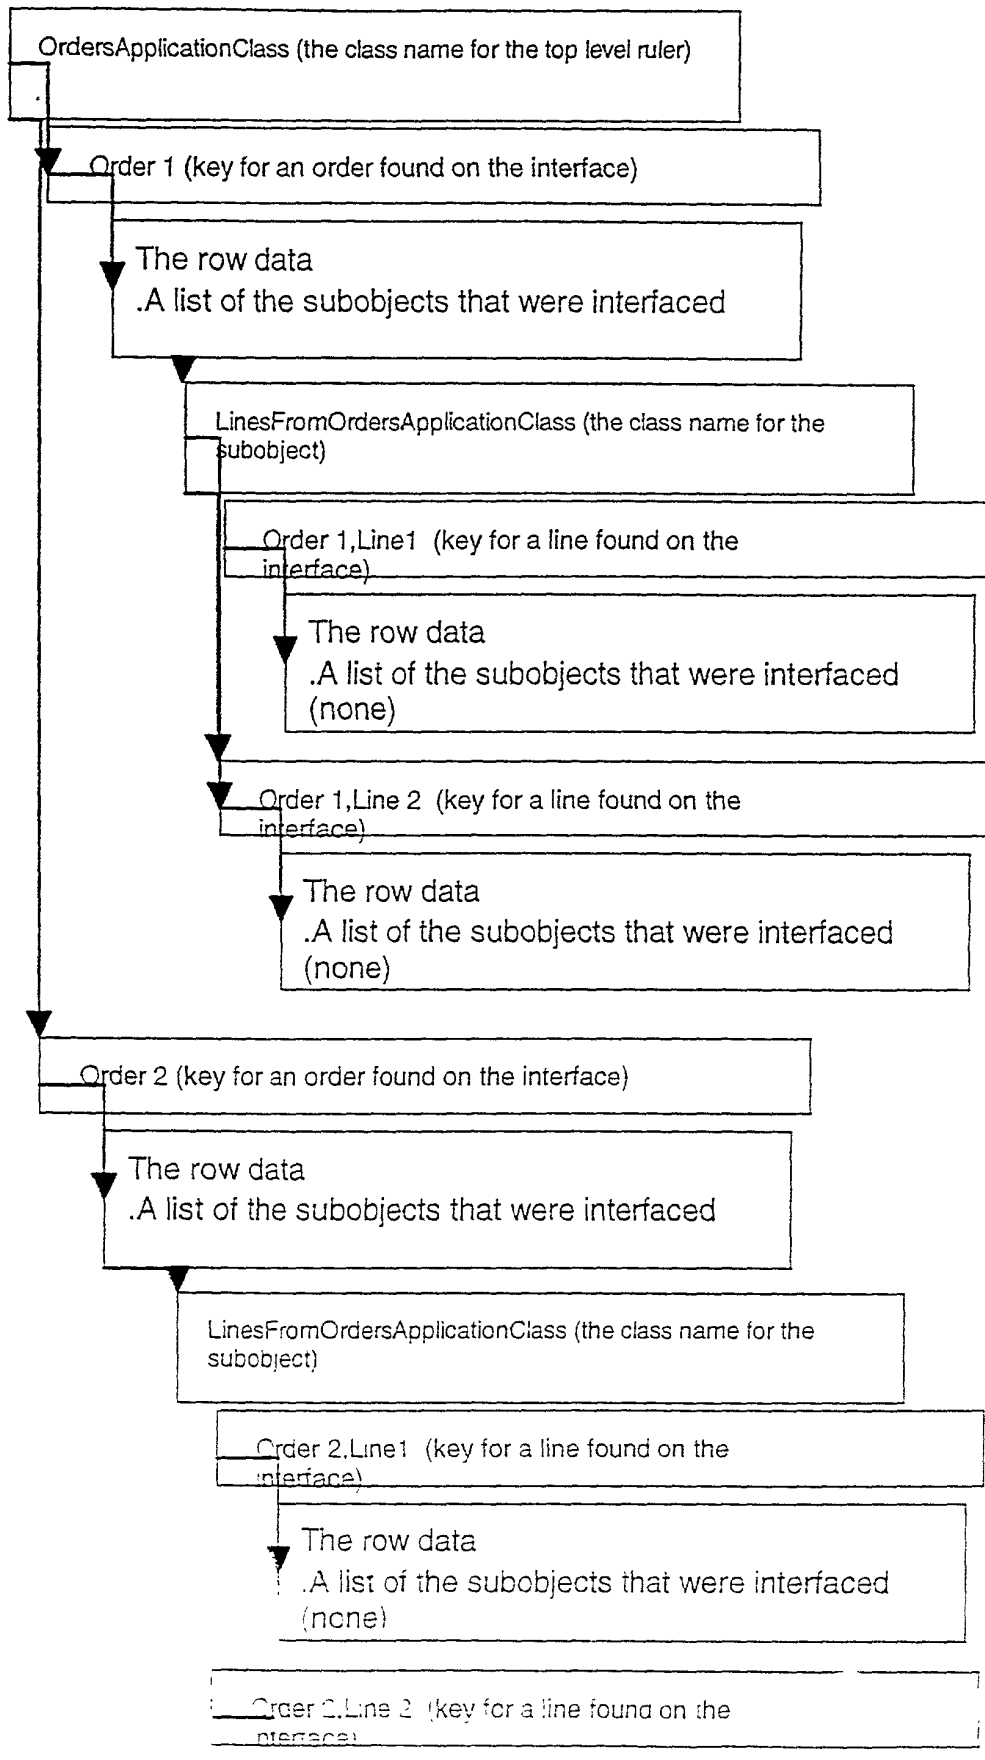 OrdersApplicationClass (the class name for the top level ruler)
Order 1 (key for an order found on the interface)
The row data
.A list of the subobjects that were interfaced
LinesFromOrdersApplicationClass (the class name for the
subobject)
Order 1,Line1 (key for a line found on the
interface)
The row data
.A list of the subobjects that were interfaced
(none)
Order 1,Line 2 (key for a line found on the
interface)
The row data
.A list of the subobjects that were interfaced
(none)
Order 2 (key for an order found on the interface)
The row data
.A list of the subobjects that were interfaced
LinesFromOrdersApplicationClass (the class name for the
subobject)
Order 2,Line1 (key for a line found on the
interface)
The row data
.A list of the subobjects that were interfaced
(none)
Order 2,Line 2 (key for a line found on the
interface)